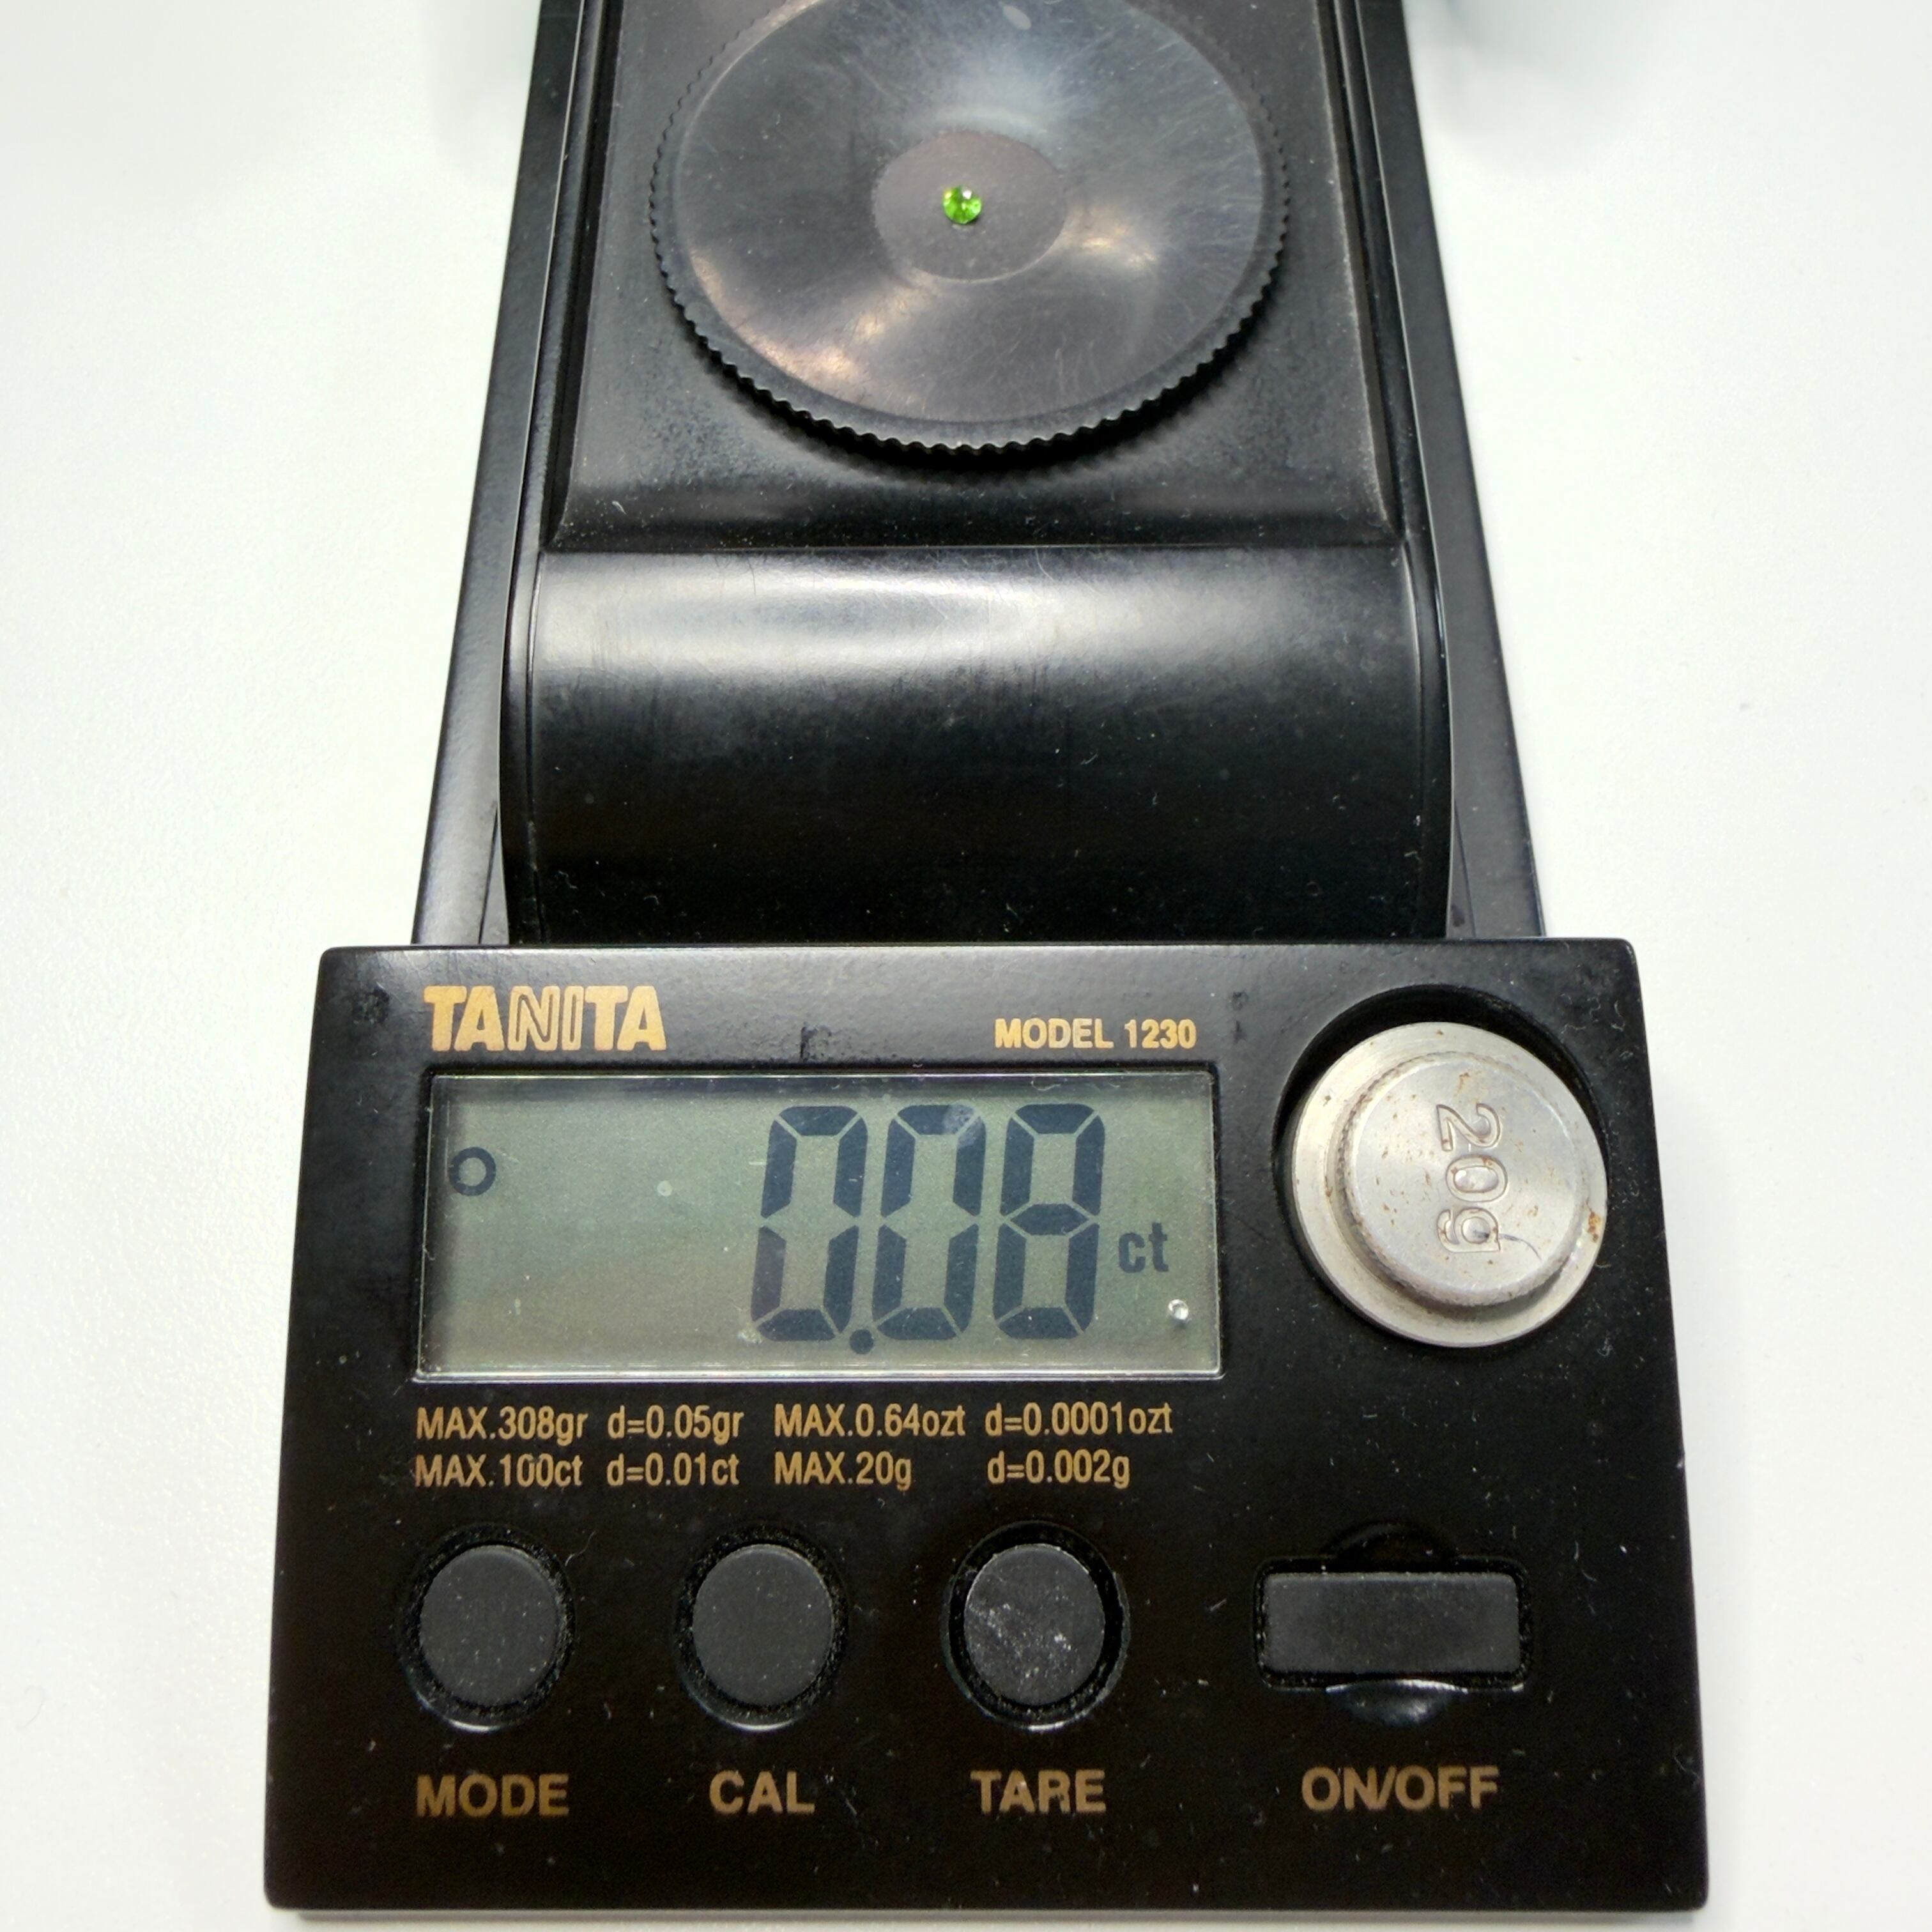 TANITA
MODEL 1230
0.08 ct
20g
MAX.308gr d=0.05gr MAX.0.64ozt d=0.0001ozt
MAX.100ct d=0.01ct MAX.20g d=0.002g
MODE CAL TARE ON/OFF